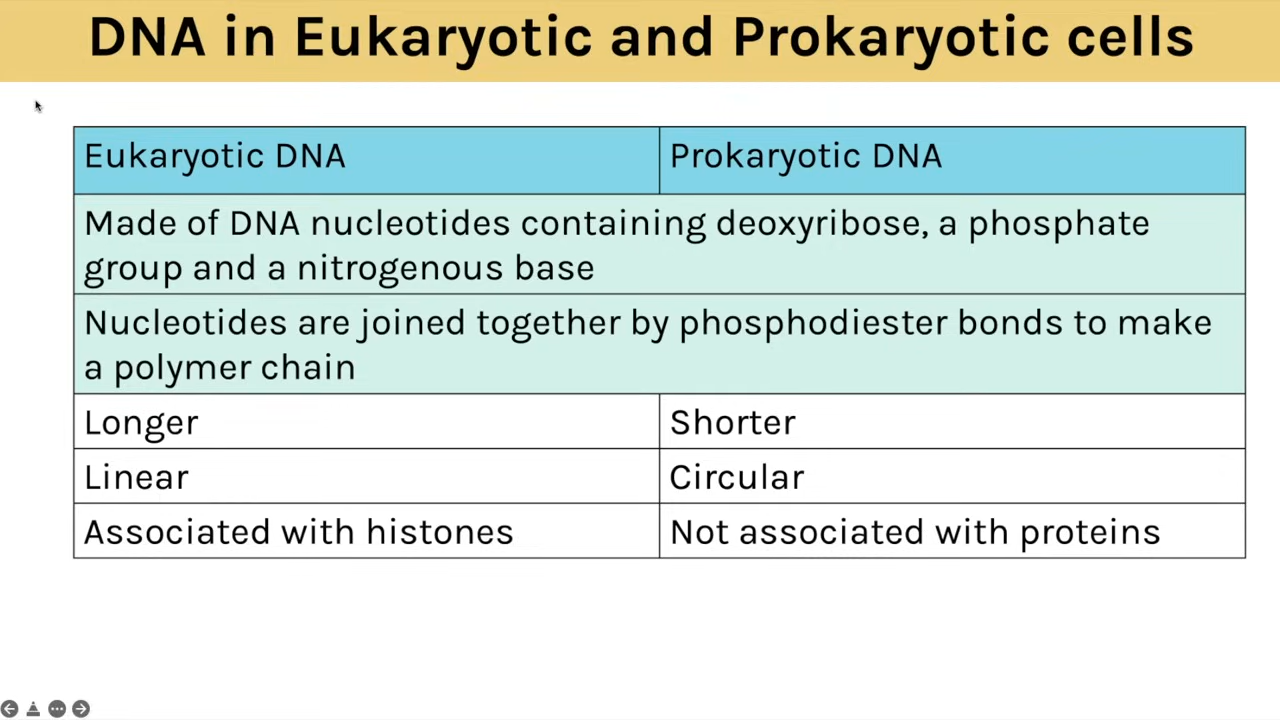 DNA in Eukaryotic and Prokaryotic cells
Eukaryotic DNA
Prokaryotic DNA
Made of DNA nucleotides containing deoxyribose, a phosphate
group and a nitrogenous base
Nucleotides are joined together by phosphodiester bonds to make
a polymer chain
Longer
Shorter
Linear
Circular
Associated with histones
Not associated with proteins